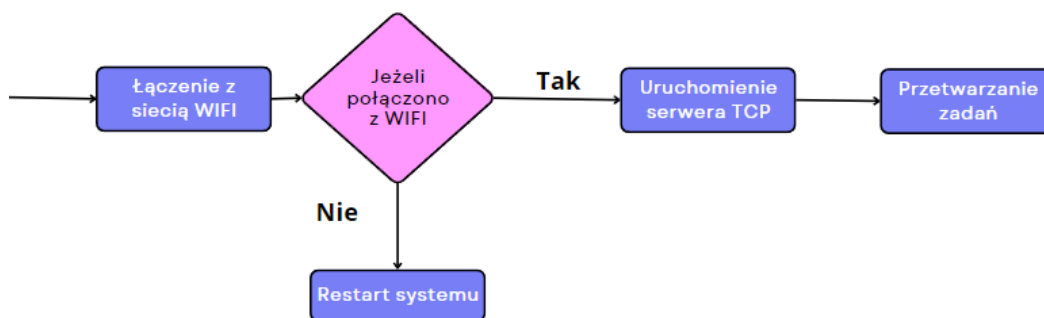 Łączenie z
siecią WIFI
Jeżeli
połączono
z WIFI
Tak
Uruchomienie
serwera TCP
Przetwarzanie
zadań
Nie
Restart systemu